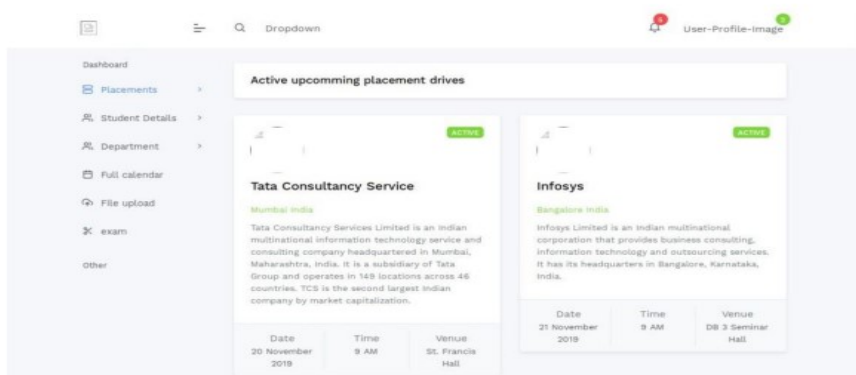 Dropdown
5
User-Profile-Image
Dashboard
Placements
Student Details
Department
Full calendar
File upload
exam
Other
Active upcomming placement drives
ACTIVE
Tata Consultancy Service
Mumbai India
Tata Consultancy Services Limited is an Indian
multinational information technology service and
consulting company headquartered in Mumbai,
Maharashtra, India. It is a subsidiary of Tata
Group and operates in 149 locations across 46
countries. TCS is the second largest Indian
company by market capitalization.
Date
20 November
2019
Time
9 AM
Venue
St. Francis
Hall
ACTIVE
Infosys
Bangalore India
Infosys Limited is an Indian multinational
corporation that provides business consulting,
information technology and outsourcing services.
It has its headquarters in Bangalore, Karnataka,
India.
Date
21 November
2019
Time
9 AM
Venue
DB 3 Seminar
Hall